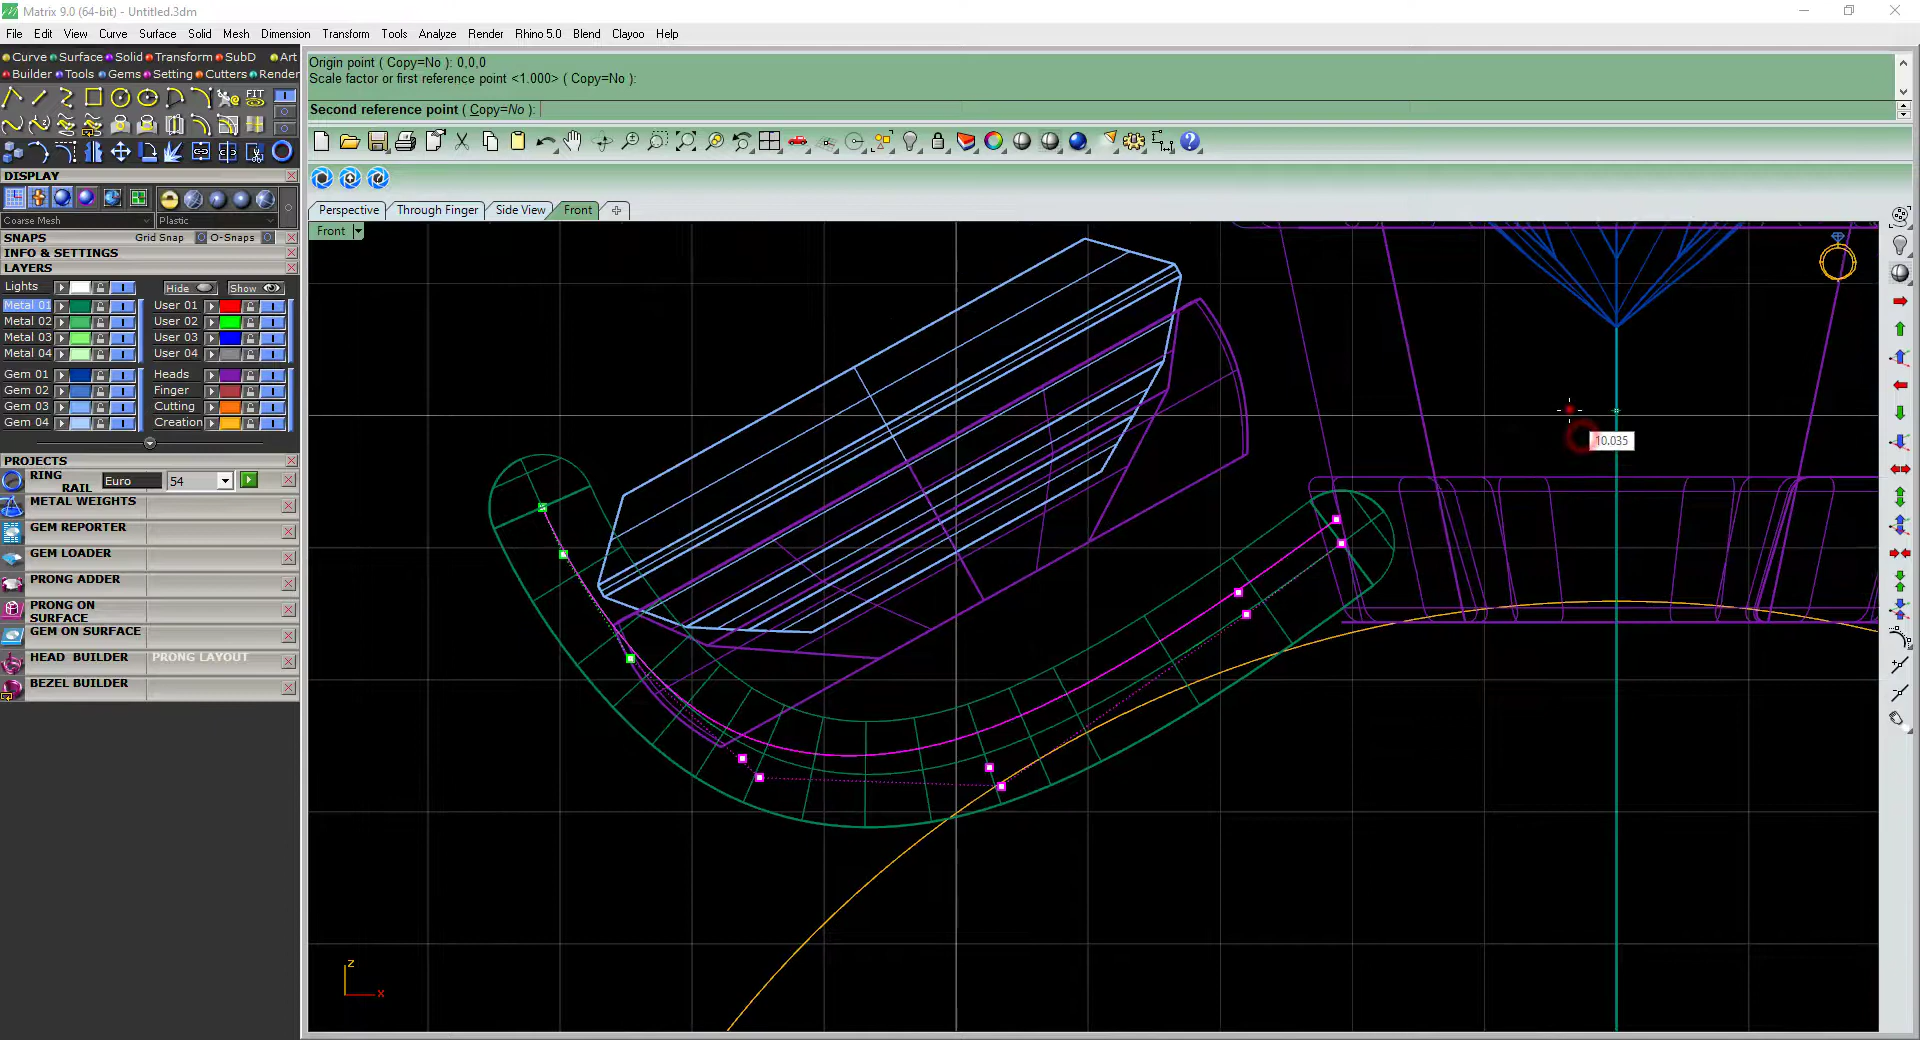 Matrix 9.0 (64-bit) - Untitled.3dm
File Edit View Curve Surface Solid Mesh Dimension Transform Tools Analyze Render Rhino 5.0 Blend Clayoo Help
Curve Surface Solid Transform SubD Art
Builder Tools Gems Setting Cutters Render
Origin point ( Copy=No ): 0,0,0
Scale factor or first reference point <1.000> ( Copy=No ):
Second reference point ( Copy=No ):
FIT
DISPLAY
Coarse Mesh Plastic
SNAPS Grid Snap O-Snaps
INFO & SETTINGS
LAYERS
Lights Hide Show
Metal 01 User 01
Metal 02 User 02
Metal 03 User 03
Metal 04 User 04
Gem 01 Heads
Gem 02 Finger
Gem 03 Cutting
Gem 04 Creation
PROJECTS
RING RAIL Euro 54
METAL WEIGHTS
GEM REPORTER
GEM LOADER
PRONG ADDER
PRONG ON SURFACE
GEM ON SURFACE
HEAD BUILDER PRONG LAYOUT
BEZEL BUILDER
Perspective Through Finger Side View Front
Front
10.035
z
x